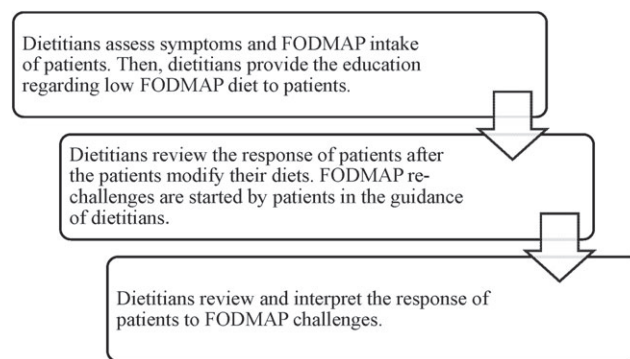 Dietitians assess symptoms and FODMAP intake
of patients. Then, dietitians provide the education
regarding low FODMAP diet to patients.
Dietitians review the response of patients after
the patients modify their diets. FODMAP re-
challenges are started by patients in the guidance
of dietitians.
Dietitians review and interpret the response of
patients to FODMAP challenges.